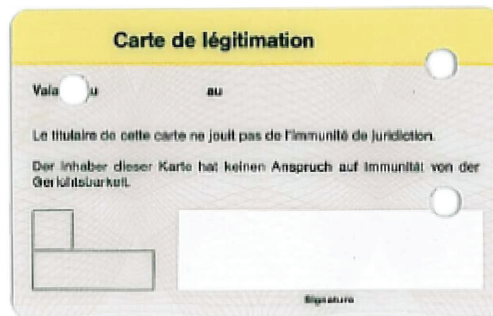 Carte de légitimation
au
Le titulaire de cette carte ne jouit pas de l'immunité de juridiction.
Der Inhaber dieser Karte hat keinen Anspruch auf Immunität von der
Gerichtsbarkeit.
Signature